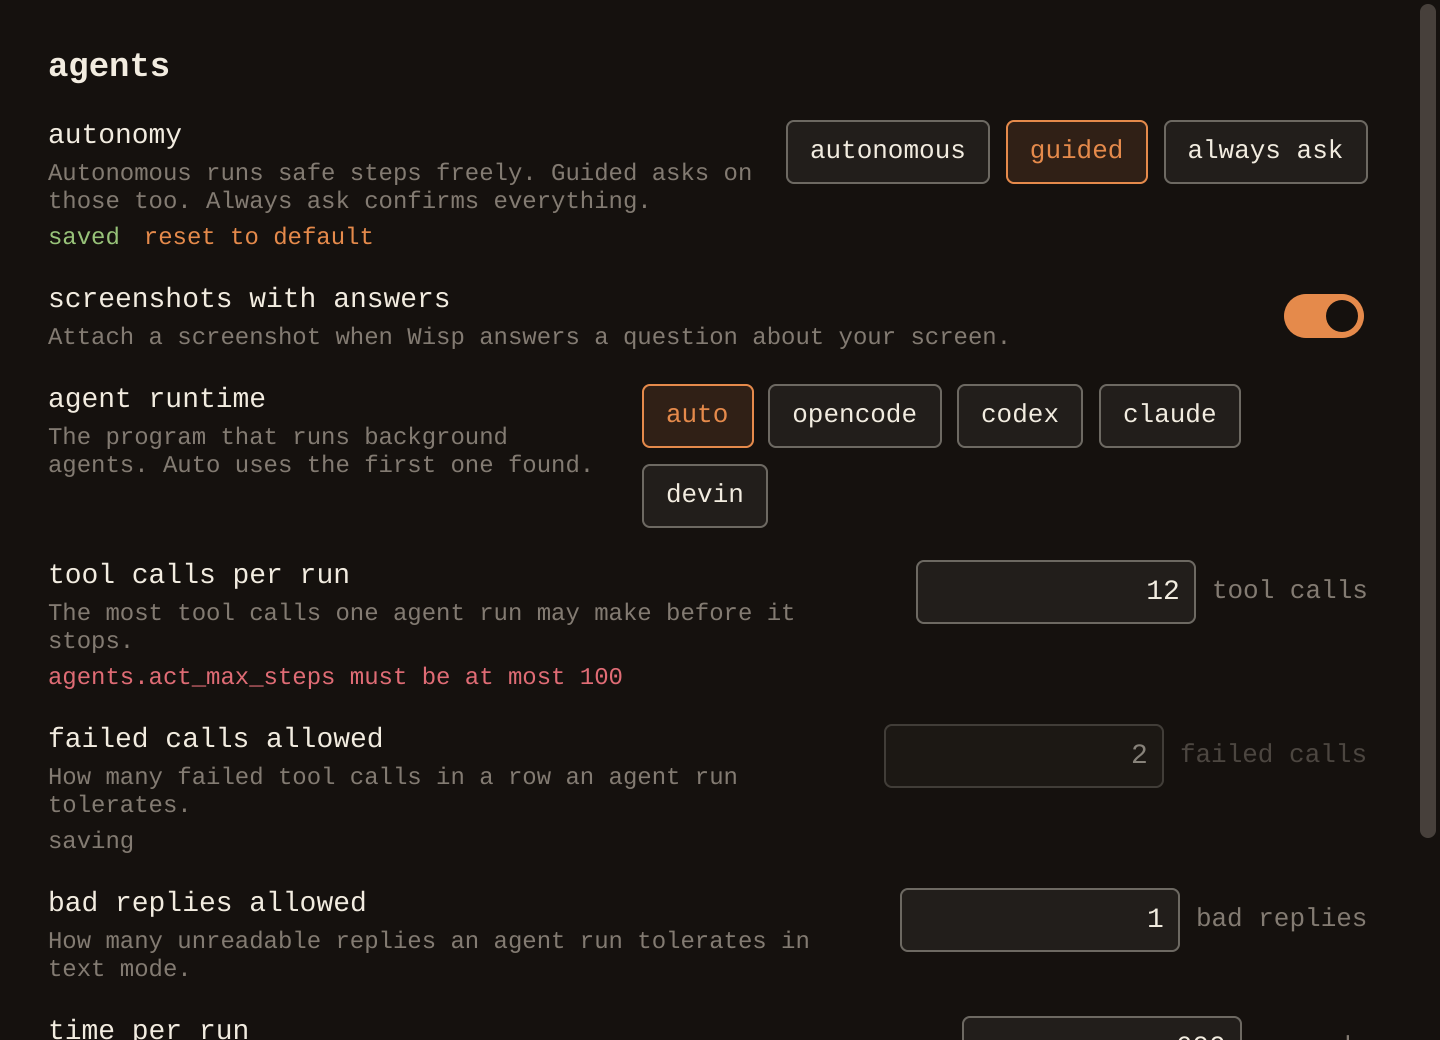 agents
autonomy
autonomous
guided
always ask
Autonomous runs safe steps freely. Guided asks on
those too. Always ask confirms everything.
saved reset to default
screenshots with answers
Attach a screenshot when Wisp answers a question about your screen.
agent runtime
auto
opencode
codex
claude
The program that runs background
agents. Auto uses the first one found.
devin
tool calls per run
12 tool calls
The most tool calls one agent run may make before it
stops.
agents.act_max_steps must be at most 100
failed calls allowed
2 failed calls
How many failed tool calls in a row an agent run
tolerates.
saving
bad replies allowed
1 bad replies
How many unreadable replies an agent run tolerates in
text mode.
time per run